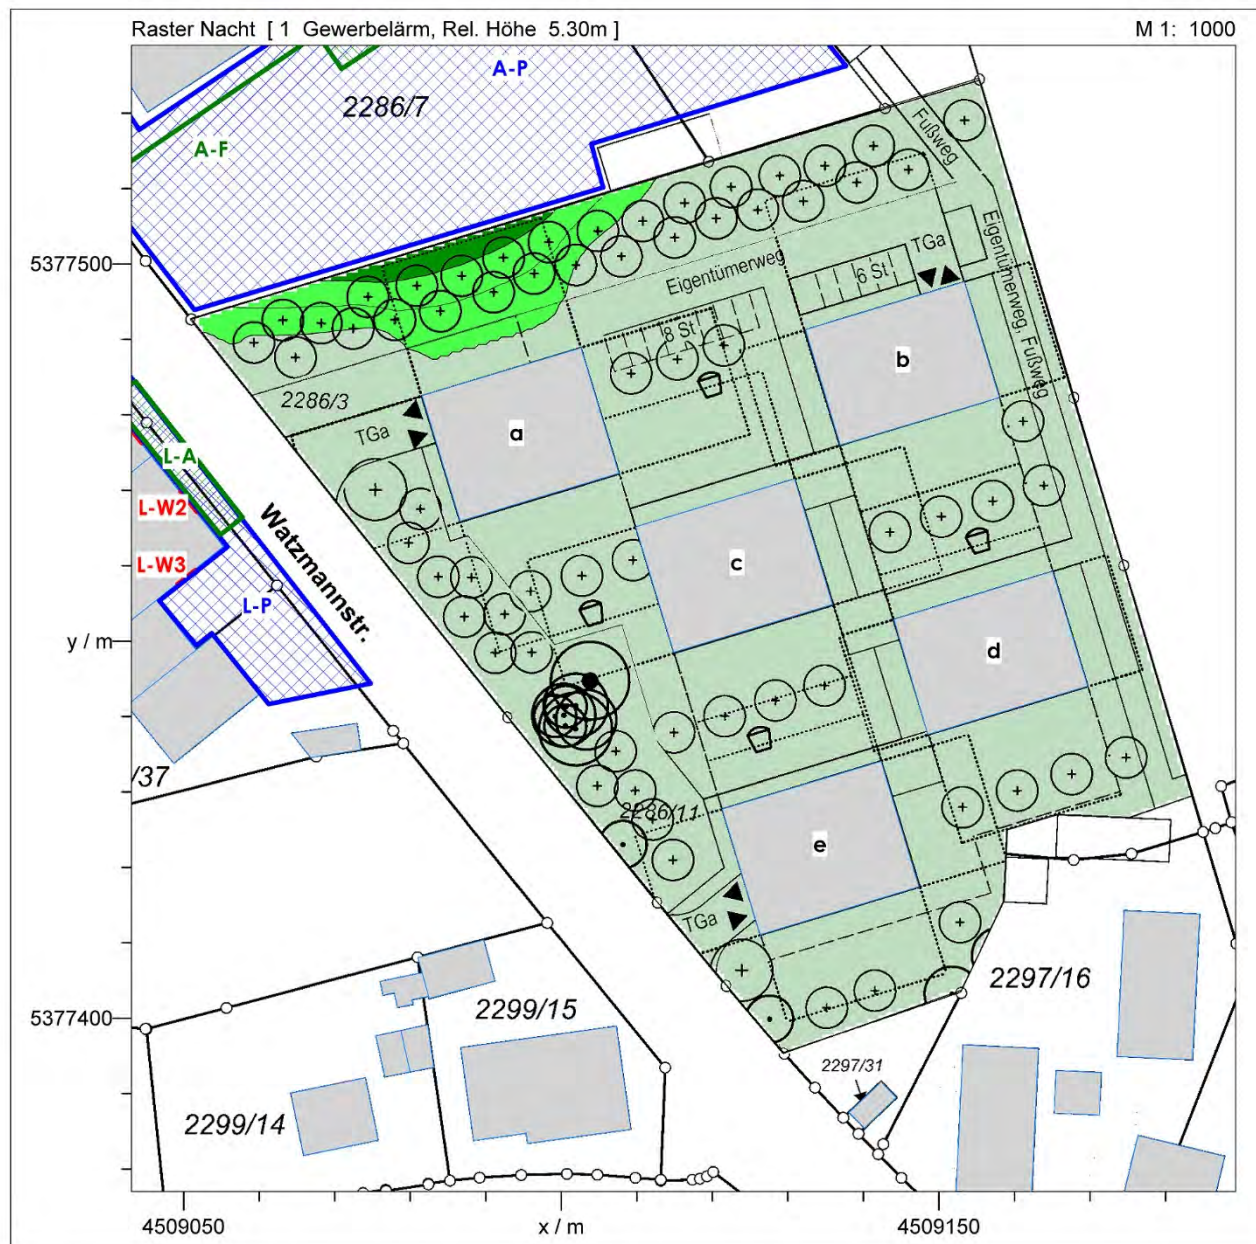 Raster Nacht [ 1 Gewerbelärm, Rel. Höhe 5.30m ]
M 1: 1000
A-P
2286/7
A-F
Fußweg
5377500
Eigentümerweg
TGa
6 St
Eigentümerweg, Fußweg
8 St
b
2286/3
TGa
a
L-A
L-W2
Watzmannstr.
c
L-W3
L-P
y / m
d
/37
2286/11
e
TGa
2297/16
2299/15
5377400
2297/31
2299/14
4509050
x / m
4509150